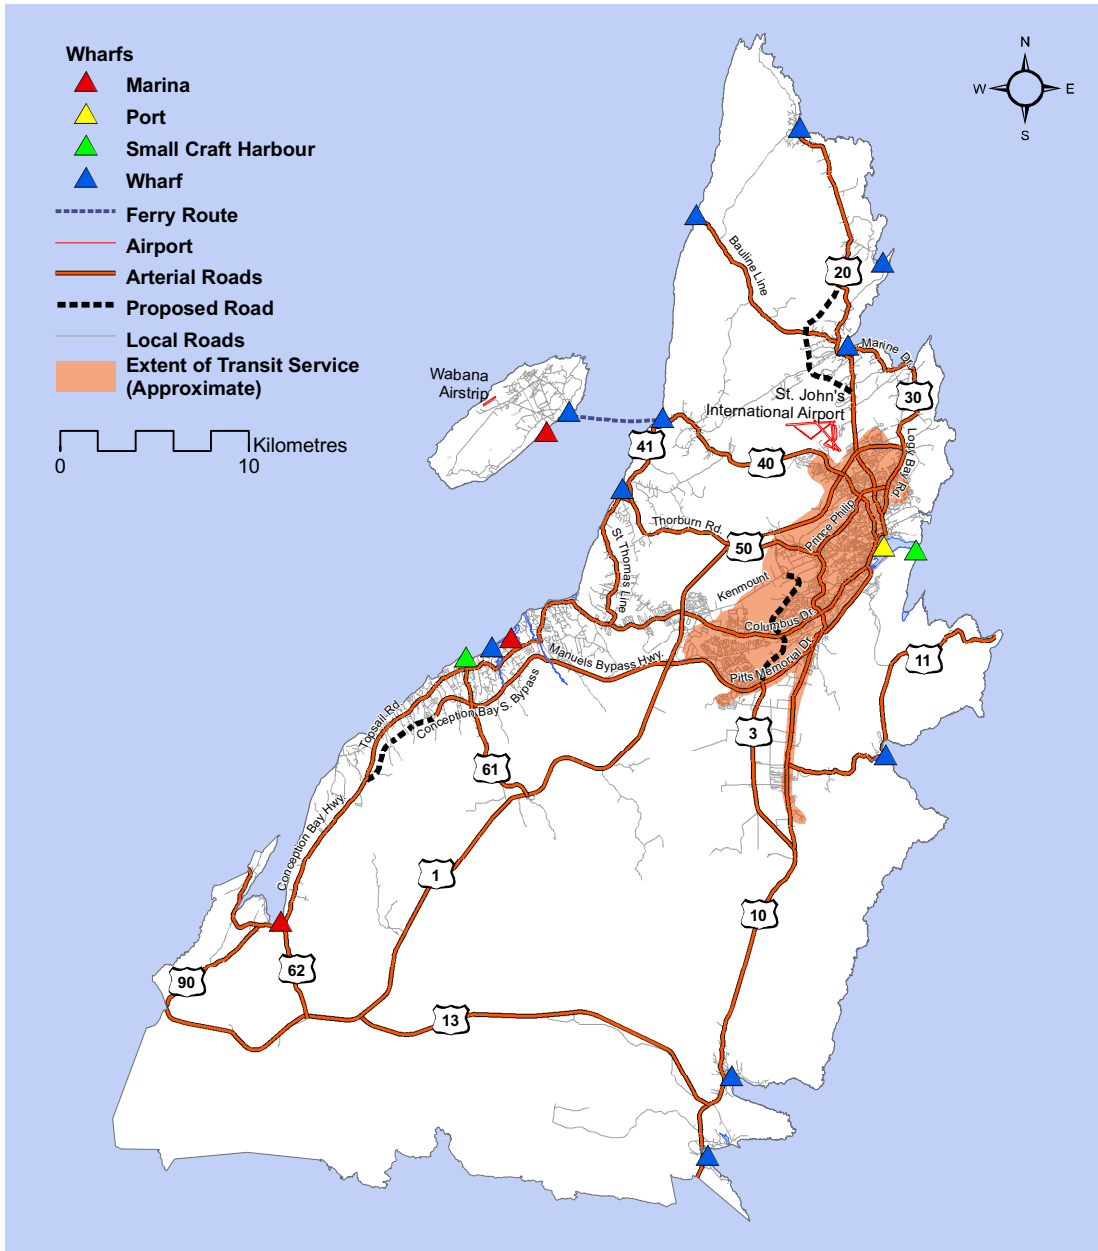 Wharfs
Marina
Port
Small Craft Harbour
Wharf
Ferry Route
Airport
Arterial Roads
Proposed Road
Local Roads
Extent of Transit Service
(Approximate)
Kilometres
0
10
N
W
E
S
Bauline Line
20
Marine Dr.
30
Wabana
Airstrip
St. John's
International Airport
41
40
Logy Bay Rd.
Thorburn Rd.
50
Prince Philip
St. Thomas Line
Kenmount
Columbus Dr.
Manuels Bypass Hwy.
Pitts Memorial Dr.
11
Topsail Rd.
Conception Bay S. Bypass
3
61
Conception Bay Hwy.
1
10
90
62
13